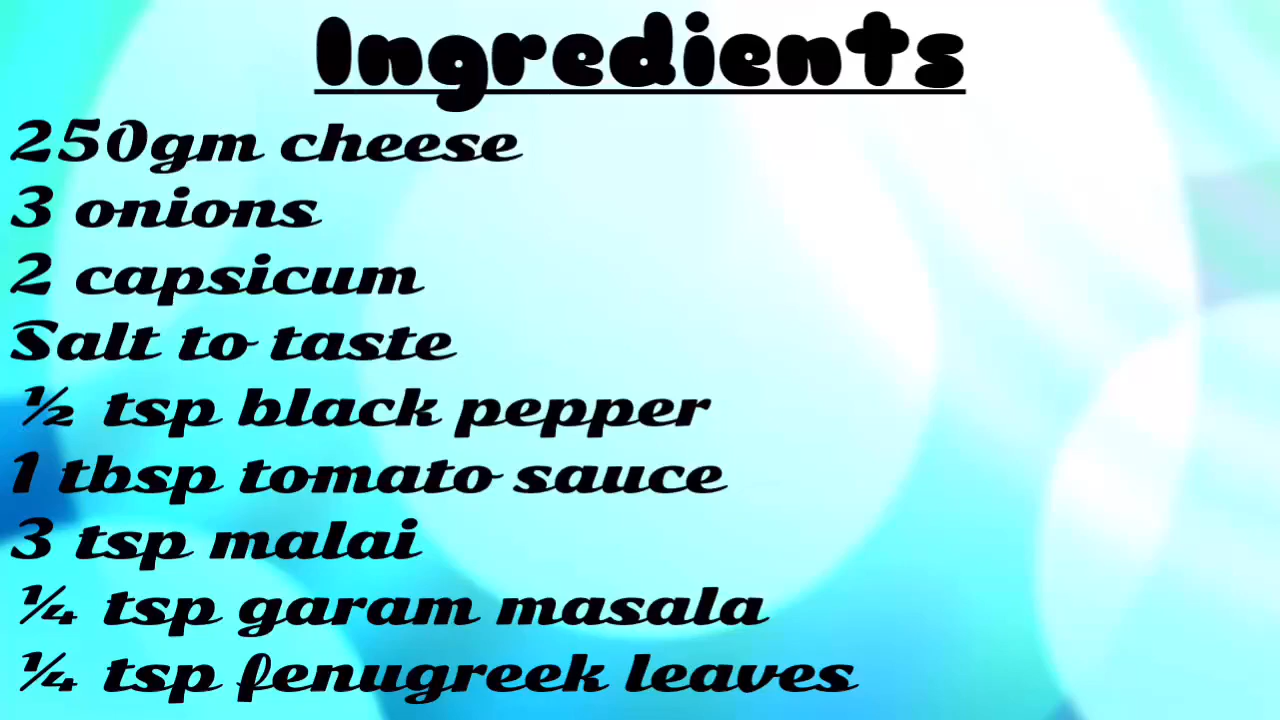 Ingredients
250gm cheese
3 onions
2 capsicum
Salt to taste
½ tsp black pepper
1 tbsp tomato sauce
3 tsp malai
¼ tsp garam masala
¼ tsp fenugreek leaves